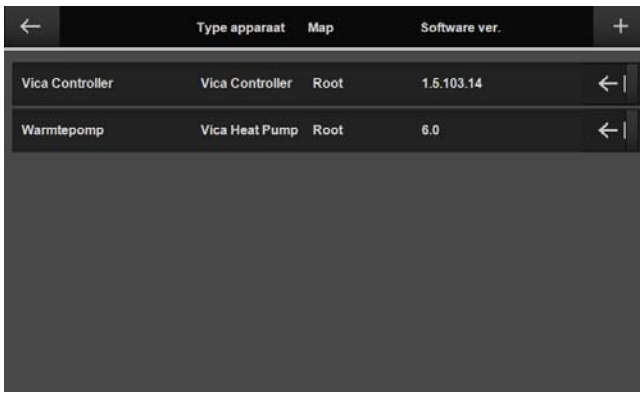 Type apparaat Map Software ver.
Vica Controller Vica Controller Root 1.5.103.14
Warmtepomp Vica Heat Pump Root 6.0